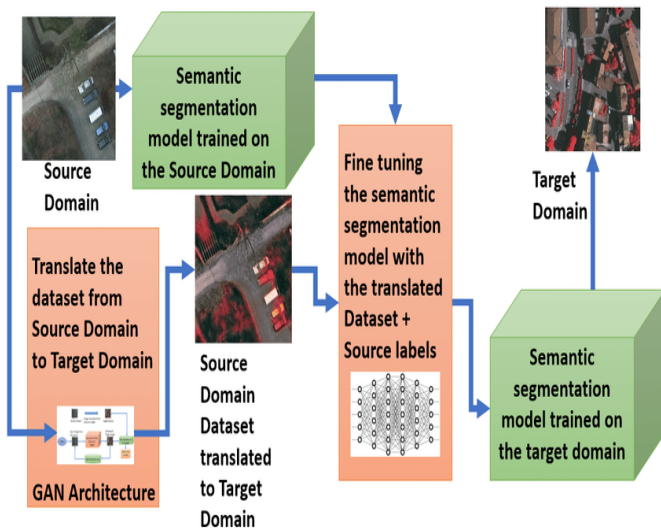 Semantic
segmentation
model trained on
the Source Domain
Source
Domain
Translate the
dataset from
Source Domain
to Target Domain
GAN Architecture
Source
Domain
Dataset
translated
to Target
Domain
Fine tuning
the semantic
segmentation
model with
the translated
Dataset +
Source labels
Target
Domain
Semantic
segmentation
model trained on
the target domain